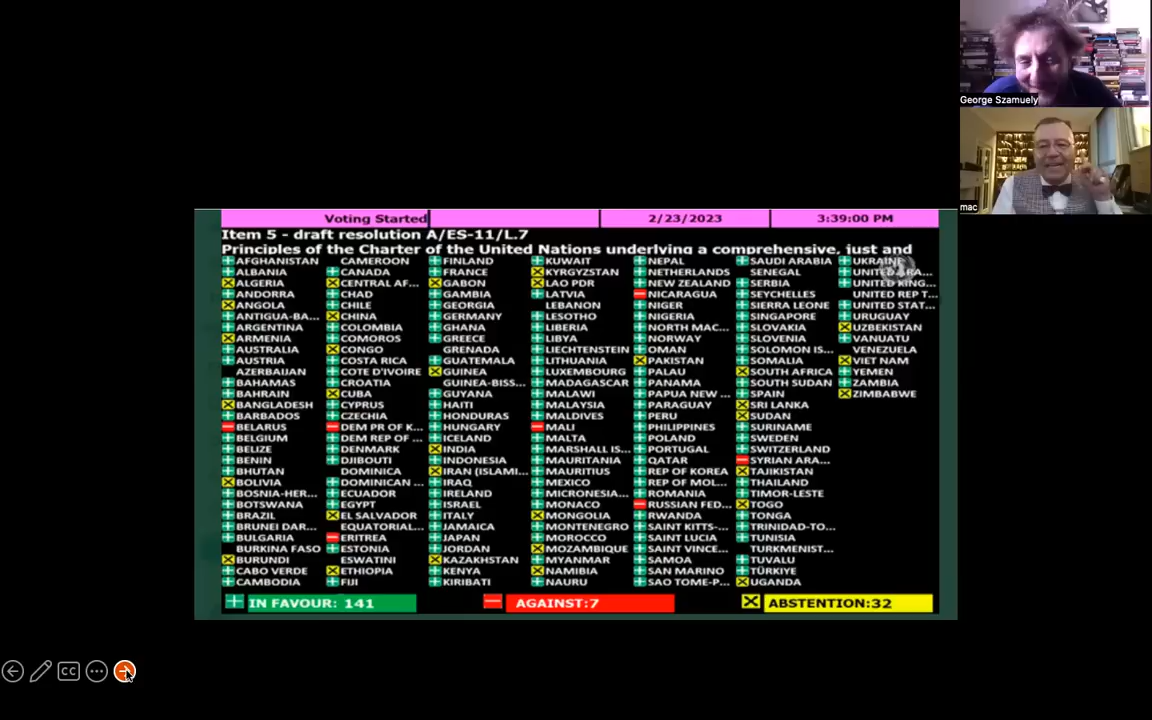 George Szamuely
mac
Voting Started 2/23/2023 3:39:00 PM
Item 5 - draft resolution A/ES-11/L.7
Principles of the Charter of the United Nations underlying a comprehensive, just and
AFGHANISTAN
ALBANIA
ALGERIA
ANDORRA
ANGOLA
ANTIGUA-BA...
ARGENTINA
ARMENIA
AUSTRALIA
AUSTRIA
AZERBAIJAN
BAHAMAS
BAHRAIN
BANGLADESH
BARBADOS
BELARUS
BELGIUM
BELIZE
BENIN
BHUTAN
BOLIVIA
BOSNIA-HER...
BOTSWANA
BRAZIL
BRUNEI DAR...
BULGARIA
BURKINA FASO
BURUNDI
CABO VERDE
CAMBODIA
CAMEROON
CANADA
CENTRAL AF...
CHAD
CHILE
CHINA
COLOMBIA
COMOROS
CONGO
COSTA RICA
COTE D'IVOIRE
CROATIA
CUBA
CYPRUS
CZECHIA
DEM PR OF K...
DEM REP OF ...
DENMARK
DJIBOUTI
DOMINICA
DOMINICAN ...
ECUADOR
EGYPT
EL SALVADOR
EQUATORIAL...
ERITREA
ESTONIA
ESWATINI
ETHIOPIA
FIJI
FINLAND
FRANCE
GABON
GAMBIA
GEORGIA
GERMANY
GHANA
GREECE
GRENADA
GUATEMALA
GUINEA
GUINEA-BISS...
GUYANA
HAITI
HONDURAS
HUNGARY
ICELAND
INDIA
INDONESIA
IRAN (ISLAMI...
IRAQ
IRELAND
ISRAEL
ITALY
JAMAICA
JAPAN
JORDAN
KAZAKHSTAN
KENYA
KIRIBATI
KUWAIT
KYRGYZSTAN
LAO PDR
LATVIA
LEBANON
LESOTHO
LIBERIA
LIBYA
LIECHTENSTEIN
LITHUANIA
LUXEMBOURG
MADAGASCAR
MALAWI
MALAYSIA
MALDIVES
MALI
MALTA
MARSHALL IS...
MAURITANIA
MAURITIUS
MEXICO
MICRONESIA...
MONACO
MONGOLIA
MONTENEGRO
MOROCCO
MOZAMBIQUE
MYANMAR
NAMIBIA
NAURU
NEPAL
NETHERLANDS
NEW ZEALAND
NICARAGUA
NIGER
NIGERIA
NORTH MAC...
NORWAY
OMAN
PAKISTAN
PALAU
PANAMA
PAPUA NEW ...
PARAGUAY
PERU
PHILIPPINES
POLAND
PORTUGAL
QATAR
REP OF KOREA
REP OF MOL...
ROMANIA
RUSSIAN FED...
RWANDA
SAINT KITTS-...
SAINT LUCIA
SAINT VINCE...
SAMOA
SAN MARINO
SAO TOME-P...
SAUDI ARABIA
SENEGAL
SERBIA
SEYCHELLES
SIERRA LEONE
SINGAPORE
SLOVAKIA
SLOVENIA
SOLOMON IS...
SOMALIA
SOUTH AFRICA
SOUTH SUDAN
SPAIN
SRI LANKA
SUDAN
SURINAME
SWEDEN
SWITZERLAND
SYRIAN ARA...
TAJIKISTAN
THAILAND
TIMOR-LESTE
TOGO
TONGA
TRINIDAD-TO...
TUNISIA
TURKMENIST...
TUVALU
TÜRKİYE
UGANDA
UKRAINE
UNITED ARA...
UNITED KING...
UNITED REP T...
UNITED STAT...
URUGUAY
UZBEKISTAN
VANUATU
VENEZUELA
VIET NAM
YEMEN
ZAMBIA
ZIMBABWE
IN FAVOUR: 141 AGAINST:7 ABSTENTION:32
CC